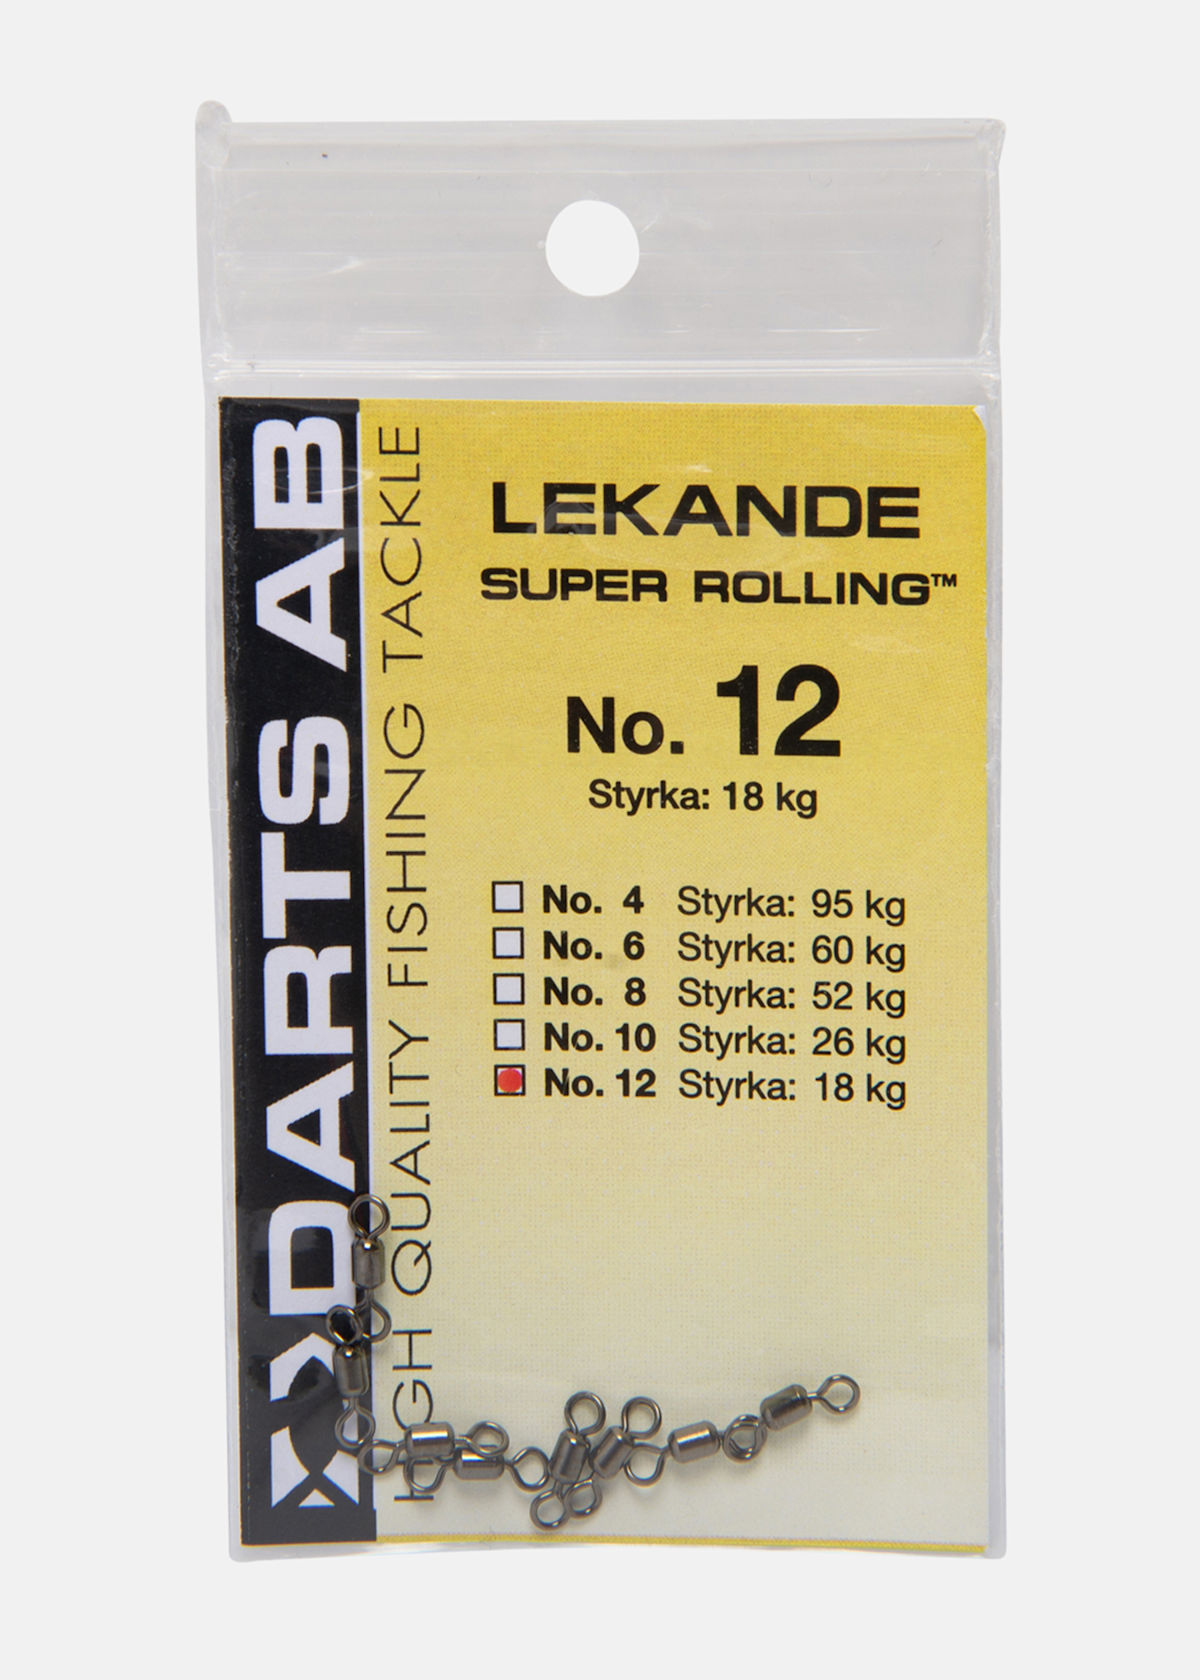 DARTS AB
HIGH QUALITY FISHING TACKLE
LEKANDE
SUPER ROLLING™
No. 12
Styrka: 18 kg
No. 4 Styrka: 95 kg
No. 6 Styrka: 60 kg
No. 8 Styrka: 52 kg
No. 10 Styrka: 26 kg
No. 12 Styrka: 18 kg